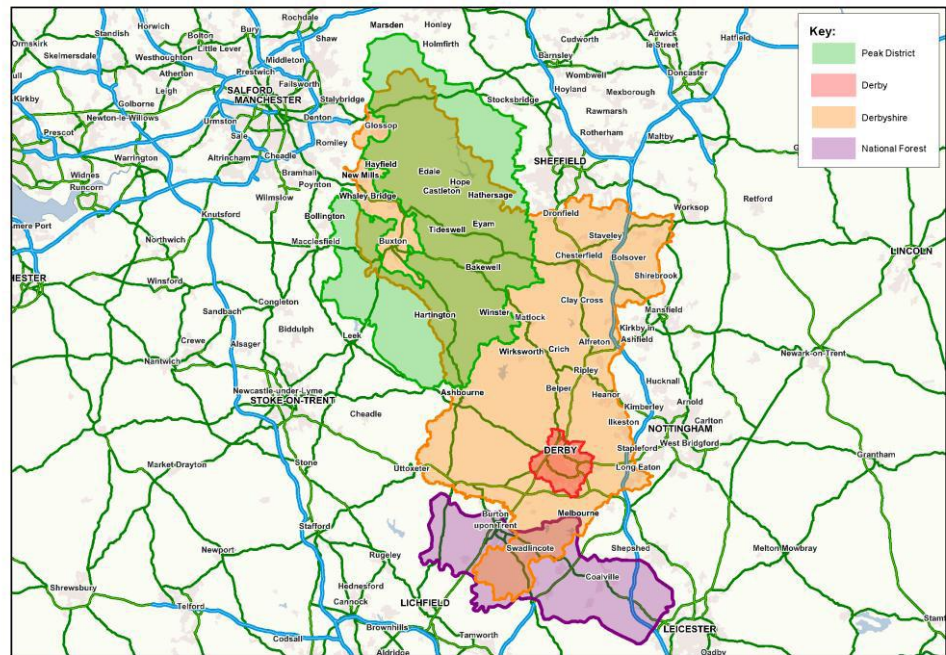 Key:
Peak District
Derby
Derbyshire
National Forest
Rochdale
Marsden
Honley
Standish
Horwich
Bolton
Bury
Shaw
Holmfirth
Cudworth
Adwick
le Street
Hatfield
Ormskirk
Skelmersdale
Westhoughton
Little Lever
Middleton
Barnsley
Doncaster
Atherton
Prestwich
Failsworth
Wombwell
Leigh
SALFORD
MANCHESTER
Stalybridge
Stocksbridge
Hoyland
Mexborough
Kirkby
Golborne
Denton
Rawmarsh
Newton-le-Willows
Urmston
Glossop
Rotherham
Maltby
Prescot
Sale
Romiley
Warrington
Altrincham
Cheadle
Hayfield
SHEFFIELD
Widnes
Bramhall
New Mills
Edale
Hope
Runcorn
Poynton
Castleton
Hathersage
Wilmslow
Whaley Bridge
Worksop
Retford
mere Port
Knutsford
Bollington
Dronfield
Eyam
Tideswell
Staveley
Northwich
Macclesfield
Buxton
Chesterfield
Bolsover
LINCOLN
HESTER
Bakewell
Shirebrook
Winsford
Congleton
Clay Cross
Sandbach
Hartington
Winster
Matlock
Mansfield
Biddulph
Kirkby in
Ashfield
Crewe
Alsager
Leek
Crich
Alfreton
Wirksworth
Nantwich
Newark-on-Trent
Ripley
Newcastle-under-Lyme
Ashbourne
Belper
Hucknall
STOKE-ON-TRENT
Heanor
Kimberley
Arnold
Cheadle
Ilkeston
Carlton
NOTTINGHAM
DERBY
Stapleford
West Bridgford
Grantham
Market-Drayton
Stone
Uttoxeter
Long Eaton
Burton
upon Trent
Melbourne
Stafford
Newport
Rugeley
Swadlincote
Shepshed
Melton Mowbray
Shrewsbury
Hednesford
Coalville
Cannock
LICHFIELD
Telford
Brownhills
Tamworth
LEICESTER
Codsall
Aldridge
Oadby